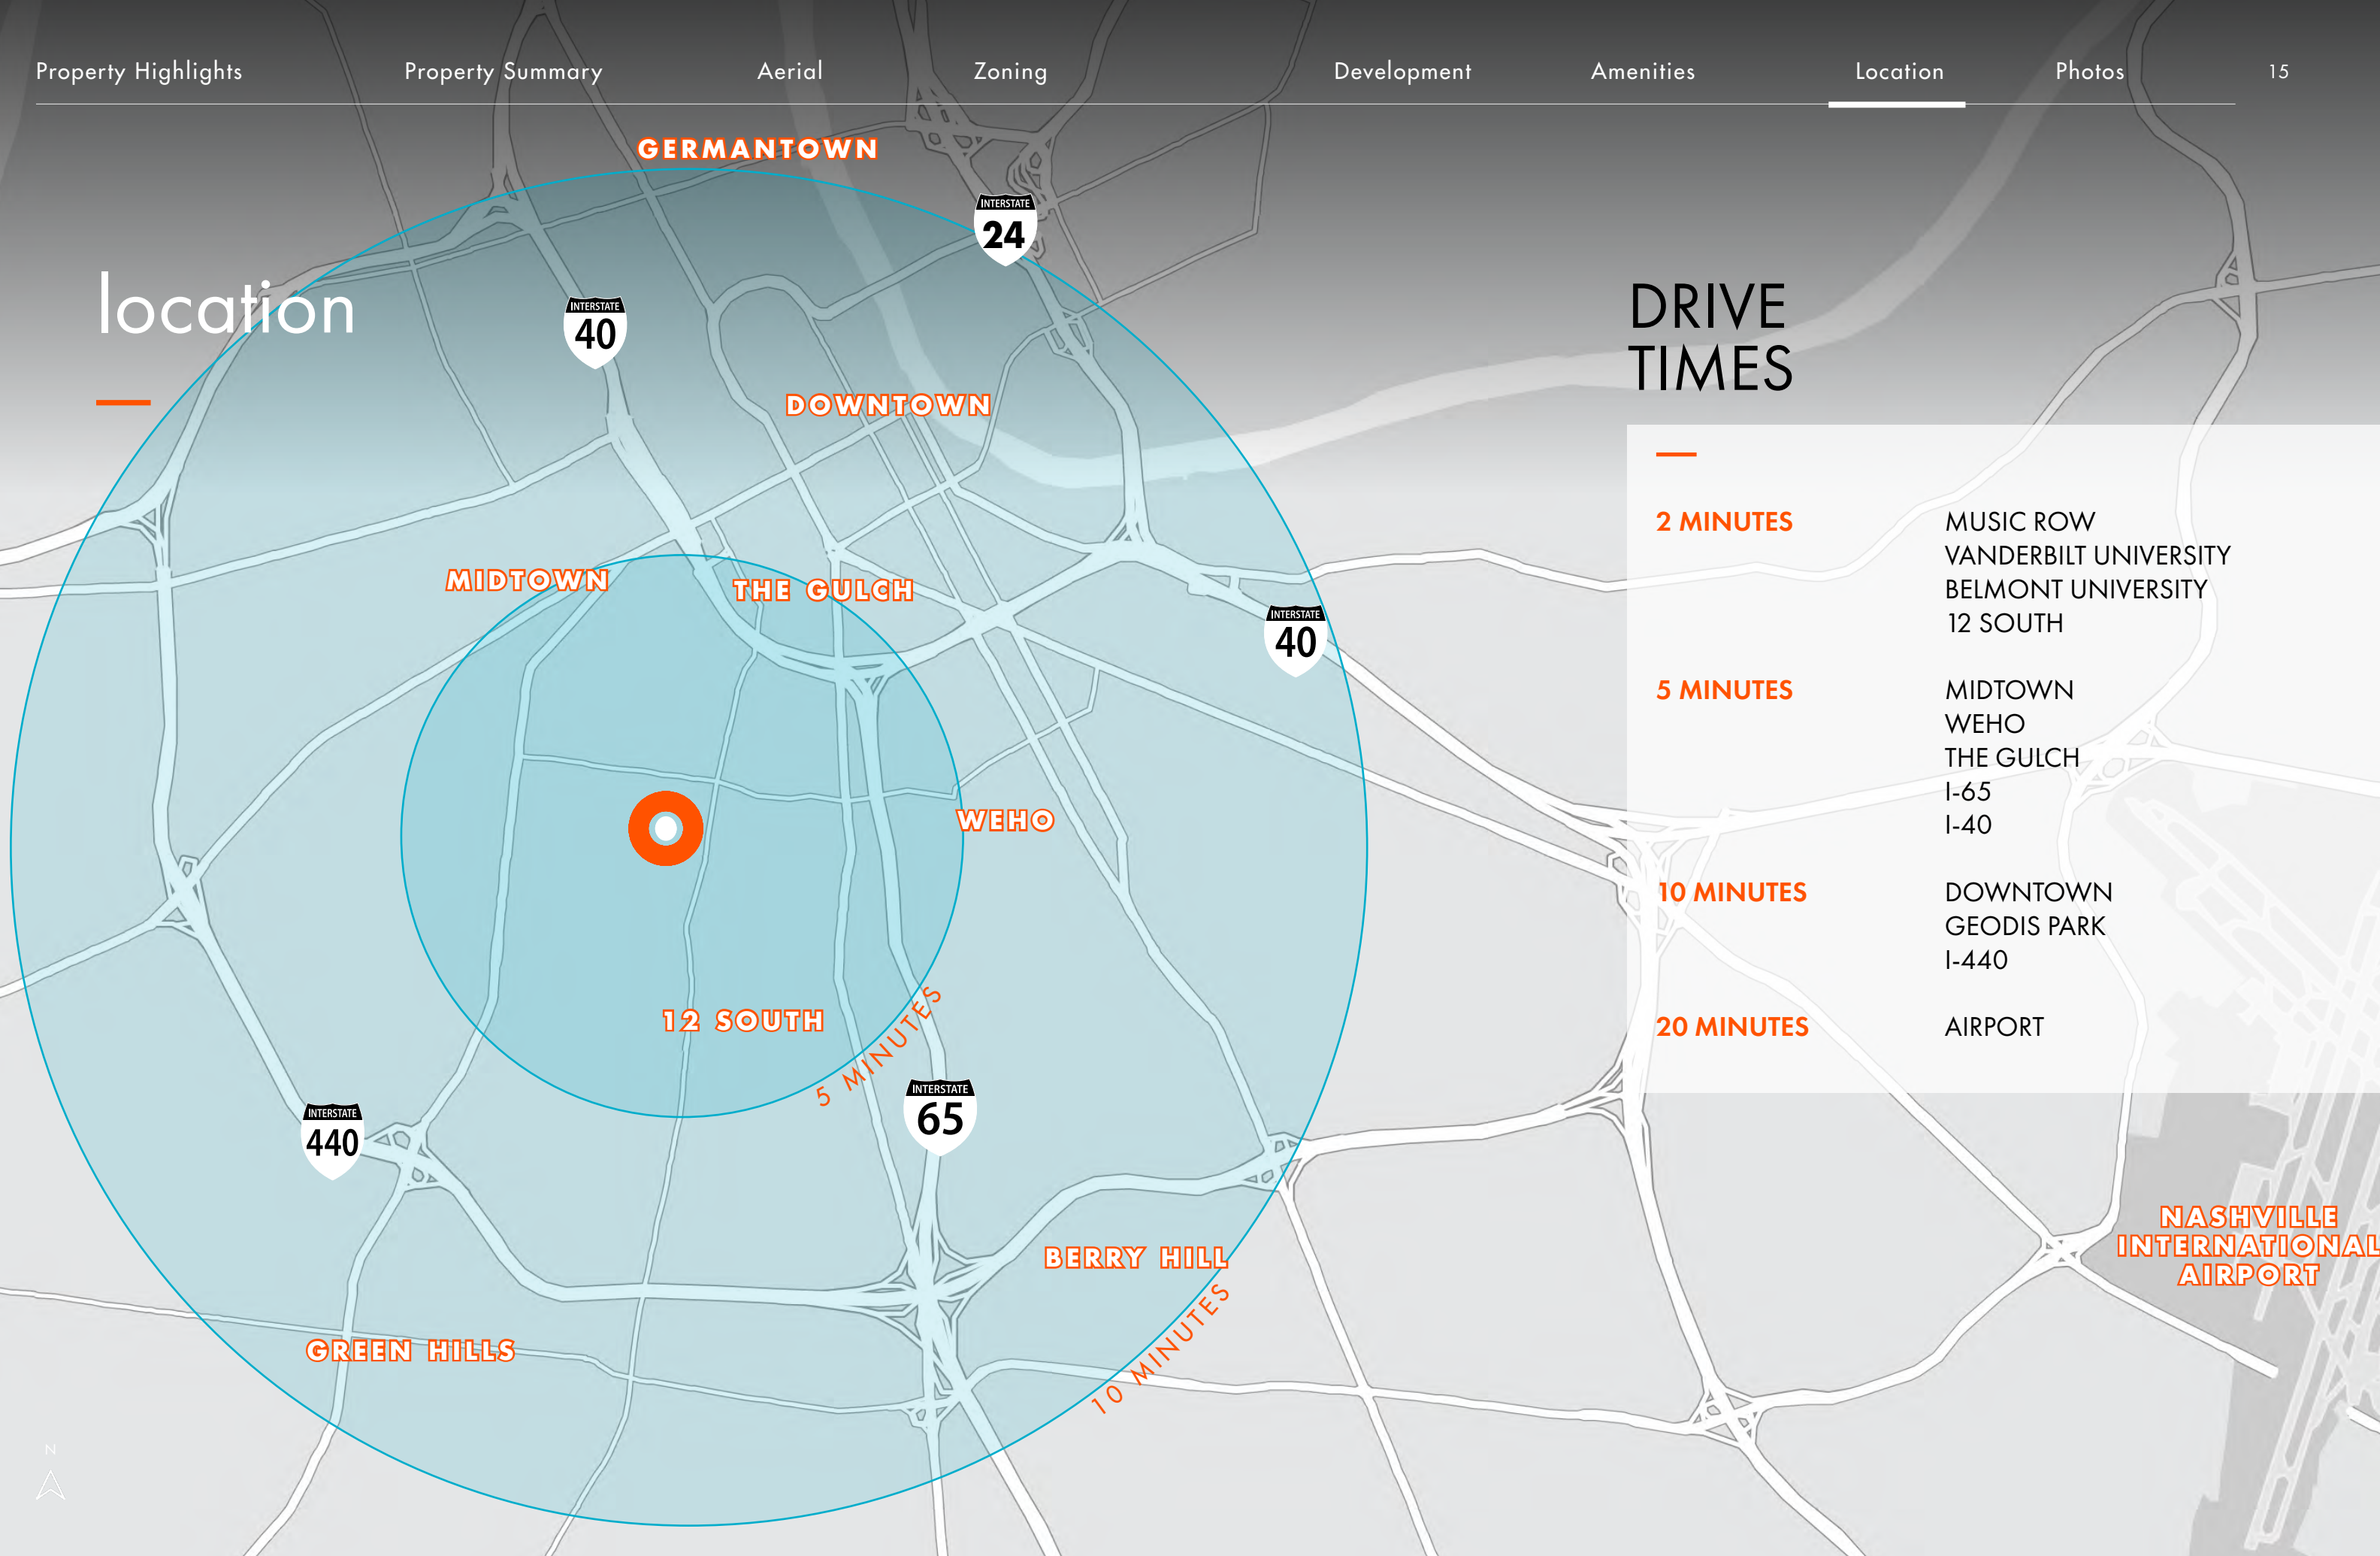 Property Highlights
Property Summary
Aerial
Zoning
Development
Amenities
Location
Photos
15
GERMANTOWN
INTERSTATE
24
location
INTERSTATE
40
DOWNTOWN
MIDTOWN
THE GULCH
INTERSTATE
40
WEHO
12 SOUTH
5 MINUTES
INTERSTATE
65
INTERSTATE
440
BERRY HILL
10 MINUTES
GREEN HILLS
N
DRIVE
TIMES
2 MINUTES
MUSIC ROW
VANDERBILT UNIVERSITY
BELMONT UNIVERSITY
12 SOUTH
5 MINUTES
MIDTOWN
WEHO
THE GULCH
I-65
I-40
10 MINUTES
DOWNTOWN
GEODIS PARK
I-440
20 MINUTES
AIRPORT
NASHVILLE
INTERNATIONAL
AIRPORT